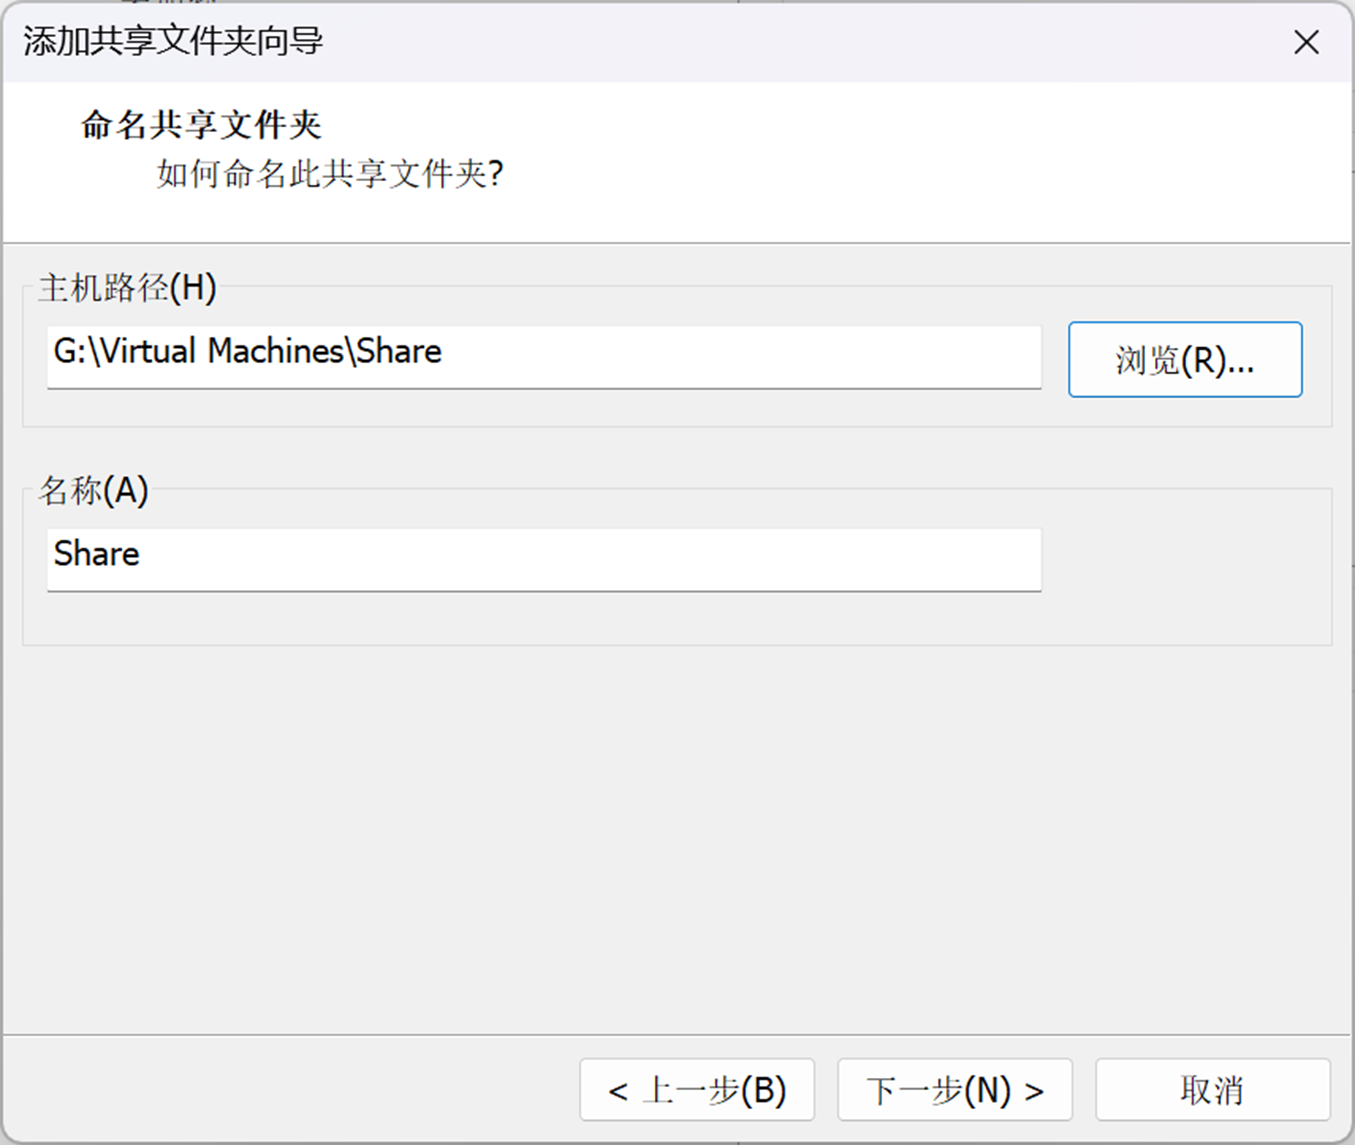 添加共享文件夹向导
命名共享文件夹
如何命名此共享文件夹?
主机路径(H)
G:\Virtual Machines\Share
浏览(R)...
名称(A)
Share
< 上一步(B)
下一步(N) >
取消